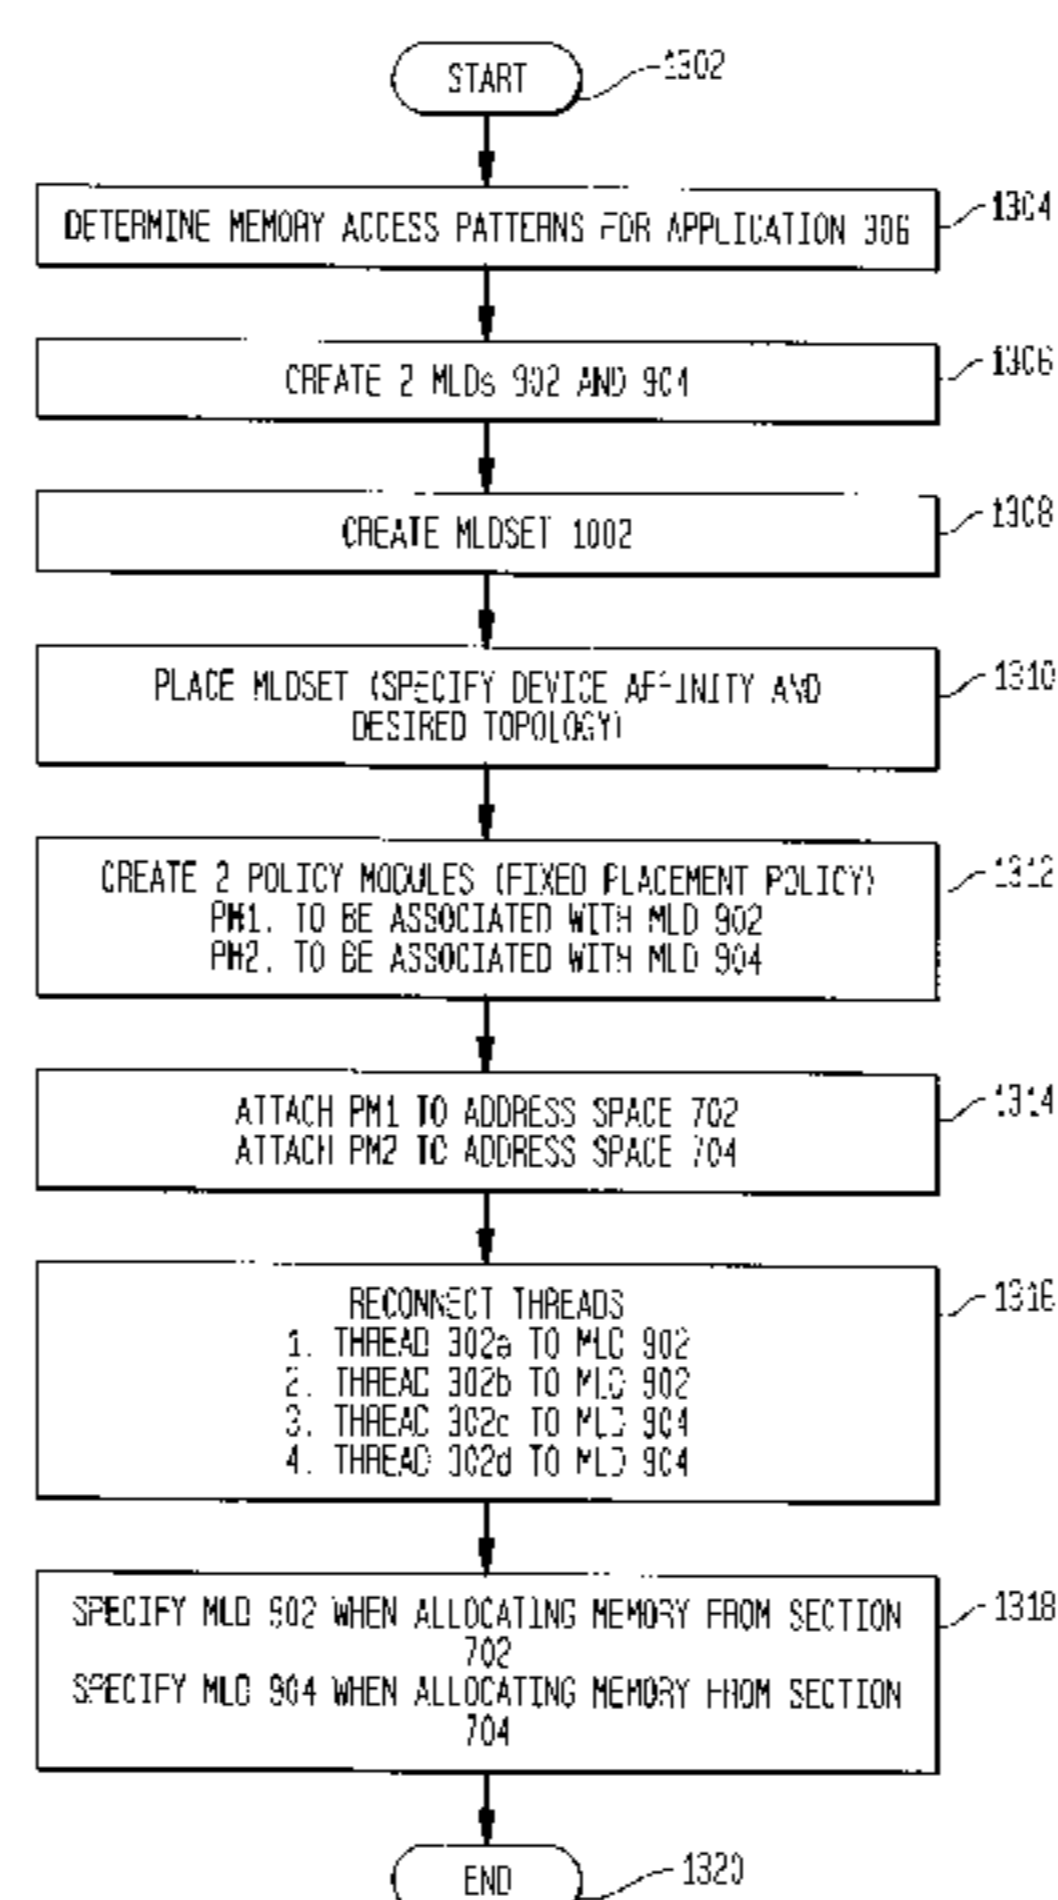 START
1302
DETERMINE MEMORY ACCESS PATTERNS FOR APPLICATION 306
1304
CREATE 2 MLDs 902 AND 904
1306
CREATE MLDSET 1002
1308
PLACE MLDSET (SPECIFY DEVICE AFFINITY AND
DESIRED TOPOLOGY)
1310
CREATE 2 POLICY MODULES (FIXED PLACEMENT POLICY)
PM1. TO BE ASSOCIATED WITH MLD 902
PM2. TO BE ASSOCIATED WITH MLD 904
1312
ATTACH PM1 TO ADDRESS SPACE 702
ATTACH PM2 TO ADDRESS SPACE 704
1314
RECONNECT THREADS
1. THREAD 302a TO MLD 902
2. THREAD 302b TO MLD 902
3. THREAD 302c TO MLD 904
4. THREAD 302d TO MLD 904
1316
SPECIFY MLD 902 WHEN ALLOCATING MEMORY FROM SECTION
702
SPECIFY MLD 904 WHEN ALLOCATING MEMORY FROM SECTION
704
1318
END
1320